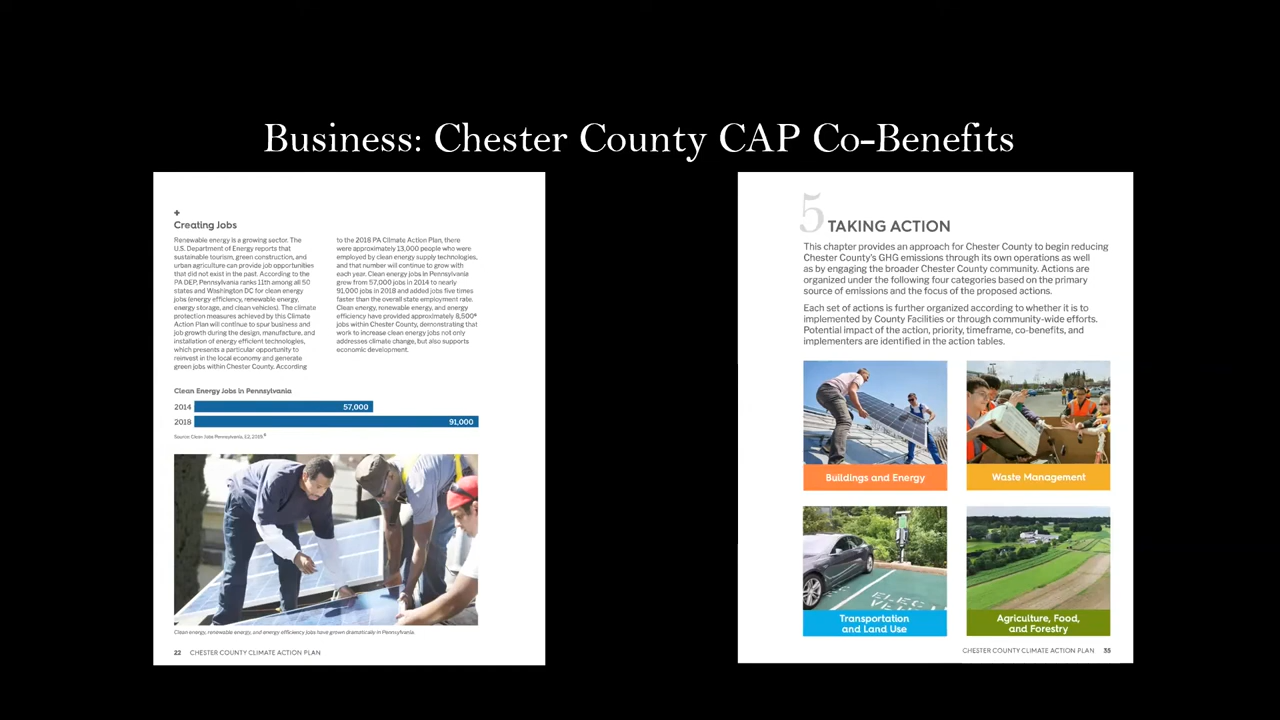 Business: Chester County CAP Co-Benefits
+
Creating Jobs
Renewable energy is a growing sector. The
U.S. Department of Energy reports that
sustainable tourism, green construction, and
urban agriculture can provide job opportunities
that did not exist in the past. According to the
PA DEP, Pennsylvania ranks 11th among all 50
states and Washington DC for clean energy
jobs (energy efficiency, renewable energy,
energy storage, and clean vehicles). The climate
protection measures achieved by this Climate
Action Plan will continue to spur business and
job growth during the design, manufacture, and
installation of energy efficient technologies,
which presents a particular opportunity to
reinvest in the local economy and generate
green jobs within Chester County. According
to the 2018 PA Climate Action Plan, there
were approximately 13,000 people who were
employed by clean energy supply technologies,
and that number will continue to grow with
each year. Clean energy jobs in Pennsylvania
grew from 57,000 jobs in 2014 to nearly
91,000 jobs in 2018 and added jobs five times
faster than the overall state employment rate.
Clean energy, renewable energy, and energy
efficiency have provided approximately 8,500⁸
jobs within Chester County, demonstrating that
work to increase clean energy jobs not only
addresses climate change, but also supports
economic development.
Clean Energy Jobs in Pennsylvania
2014 57,000
2018 91,000
Source: Clean Jobs Pennsylvania,
Clean energy, renewable energy, and energy efficiency jobs have grown dramatically in Pennsylvania.
22 CHESTER COUNTY CLIMATE ACTION PLAN
5 TAKING ACTION
This chapter provides an approach for Chester County to begin reducing
Chester County's GHG emissions through its own operations as well
as by engaging the broader Chester County community. Actions are
organized under the following four categories based on the primary
source of emissions and the focus of the proposed actions.
Each set of actions is further organized according to whether it is to
implemented by County Facilities or through community-wide efforts.
Potential impact of the action, priority, timeframe, co-benefits, and
implementers are identified in the action tables.
Buildings and Energy
Waste Management
ELECTRIC
VEHICLE
Transportation
and Land Use
Agriculture, Food,
and Forestry
CHESTER COUNTY CLIMATE ACTION PLAN 35